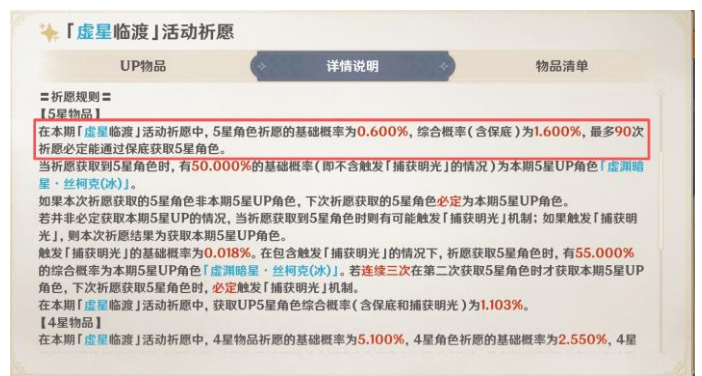 「虚星临渡」活动祈愿
UP物品
详情说明
物品清单
〓祈愿规则〓
【5星物品】
在本期「虚星临渡」活动祈愿中, 5星角色祈愿的基础概率为0.600%, 综合概率(含保底)为1.600%, 最多90次
祈愿必定能通过保底获取5星角色。
当祈愿获取到5星角色时, 有50.000%的基础概率(即不含触发「捕获明光」的情况)为本期5星UP角色「虚渊暗
星・丝柯克(冰)」。
如果本次祈愿获取的5星角色非本期5星UP角色, 下次祈愿获取的5星角色必定为本期5星UP角色。
若并非必定获取本期5星UP的情况, 当祈愿获取到5星角色时则有可能触发「捕获明光」机制; 如果触发「捕获明
光」, 则本次祈愿结果为获取本期5星UP角色。
触发「捕获明光」的基础概率为0.018%。在包含触发「捕获明光」的情况下, 祈愿获取5星角色时, 有55.000%
的综合概率为本期5星UP角色「虚渊暗星・丝柯克(冰)」。若连续三次在第二次获取5星角色时才获取本期5星UP
角色, 下次祈愿获取5星角色时, 必定触发「捕获明光」机制。
在本期「虚星临渡」活动祈愿中, 获取UP5星角色综合概率(含保底和捕获明光)为1.103%。
【4星物品】
在本期「虚星临渡」活动祈愿中, 4星物品祈愿的基础概率为5.100%, 4星角色祈愿的基础概率为2.550%, 4星